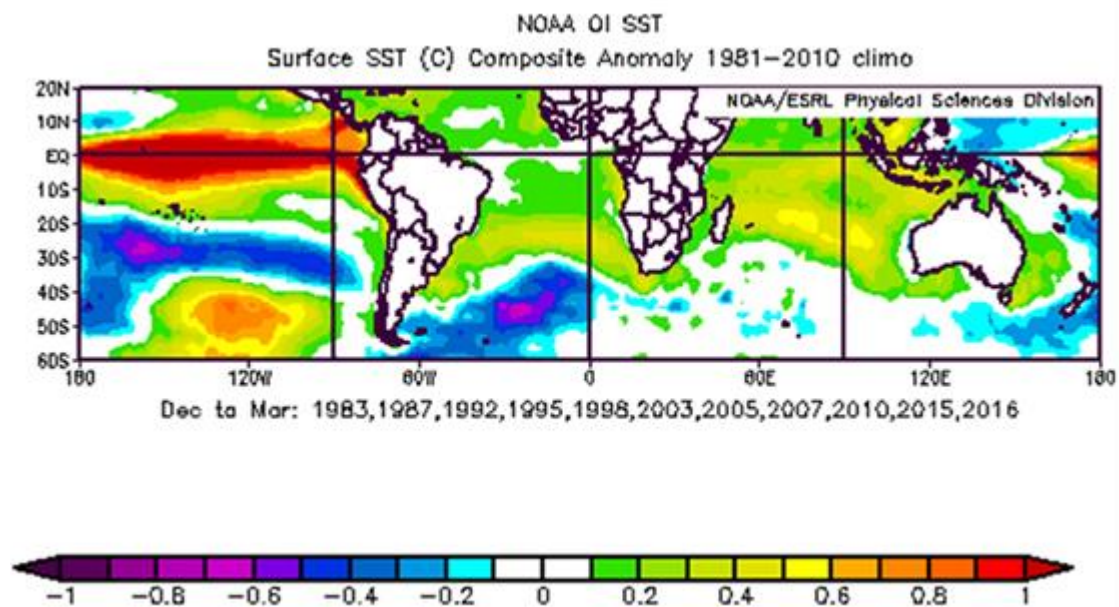 NOAA OI SST
Surface SST (C) Composite Anomaly 1981-2010 climo
NOAA/ESRL Physical Sciences Division
20N
10N
EQ
10S
20S
30S
40S
50S
60S
180 120W 60W 0 60E 120E 180
Dec to Mar: 1983,1987,1992,1995,1998,2003,2005,2007,2010,2015,2016
-1 -0.8 -0.6 -0.4 -0.2 0 0.2 0.4 0.6 0.8 1